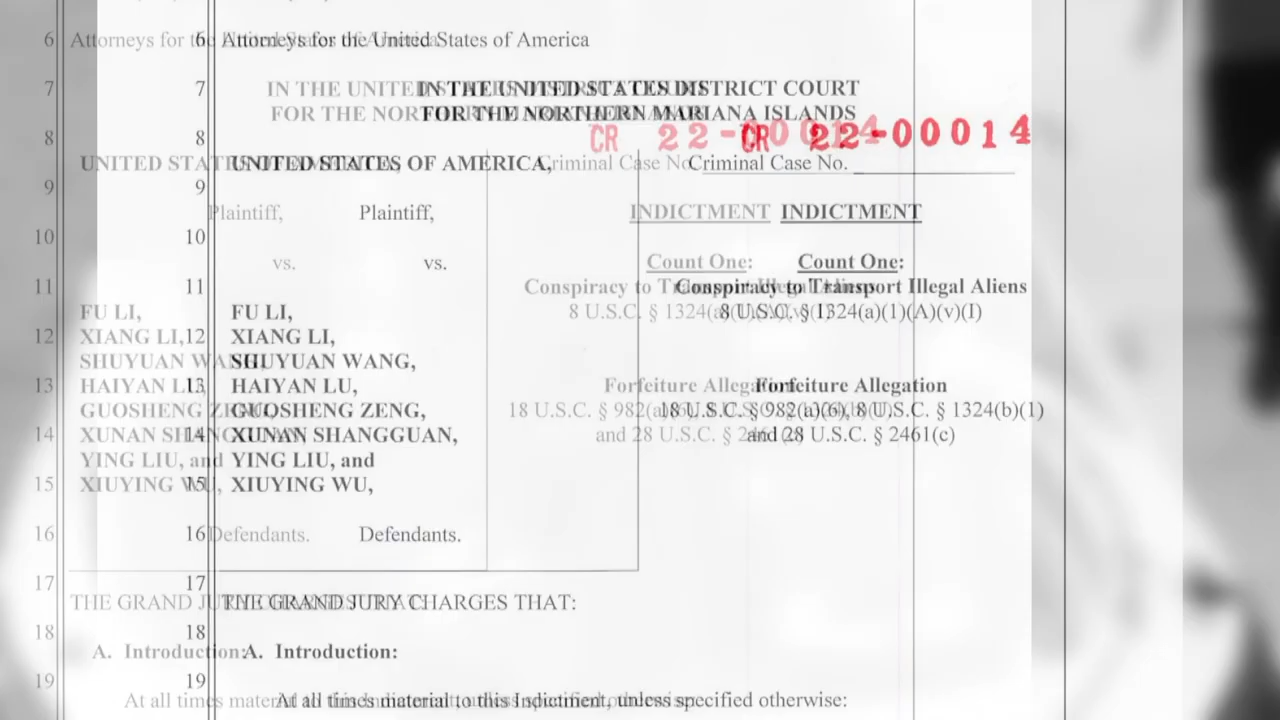 6 Attorneys for the United States of America
7 IN THE UNITED STATES DISTRICT COURT
FOR THE NORTHERN MARIANA ISLANDS
8 CR 22-00014
UNITED STATES OF AMERICA, Criminal Case No.
9
Plaintiff, INDICTMENT
10
vs. Count One:
11 Conspiracy to Transport Illegal Aliens
FU LI, 8 U.S.C. § 1324(a)(1)(A)(v)(I)
12 XIANG LI,
SHUYUAN WANG,
13 HAIYAN LU, Forfeiture Allegation
GUOSHENG ZENG, 18 U.S.C. § 982(a)(6), 8 U.S.C. § 1324(b)(1)
14 XUNAN SHANGGUAN, and 28 U.S.C. § 2461(c)
YING LIU, and
15 XIUYING WU,
16 Defendants.
17
THE GRAND JURY CHARGES THAT:
18
A. Introduction:
19
At all times material to this Indictment, unless specified otherwise: